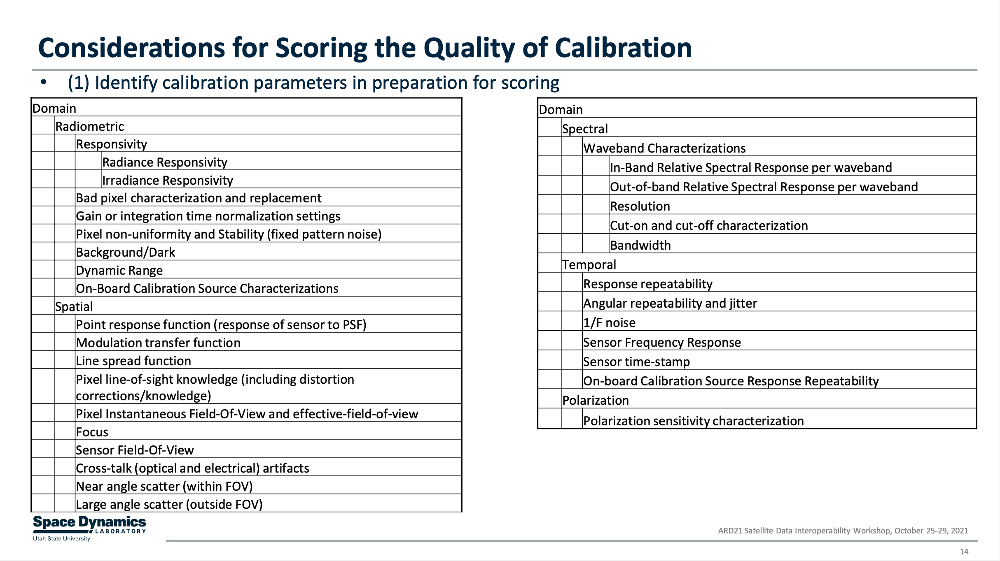 Considerations for Scoring the Quality of Calibration
• (1) Identify calibration parameters in preparation for scoring
Domain
Radiometric
Responsivity
Radiance Responsivity
Irradiance Responsivity
Bad pixel characterization and replacement
Gain or integration time normalization settings
Pixel non-uniformity and Stability (fixed pattern noise)
Background/Dark
Dynamic Range
On-Board Calibration Source Characterizations
Spatial
Point response function (response of sensor to PSF)
Modulation transfer function
Line spread function
Pixel line-of-sight knowledge (including distortion
corrections/knowledge)
Pixel Instantaneous Field-Of-View and effective-field-of-view
Focus
Sensor Field-Of-View
Cross-talk (optical and electrical) artifacts
Near angle scatter (within FOV)
Large angle scatter (outside FOV)
Domain
Spectral
Waveband Characterizations
In-Band Relative Spectral Response per waveband
Out-of-band Relative Spectral Response per waveband
Resolution
Cut-on and cut-off characterization
Bandwidth
Temporal
Response repeatability
Angular repeatability and jitter
1/F noise
Sensor Frequency Response
Sensor time-stamp
On-board Calibration Source Response Repeatability
Polarization
Polarization sensitivity characterization
Space Dynamics
LABORATORY
Utah State University
ARD21 Satellite Data Interoperability Workshop, October 25-29, 2021
14